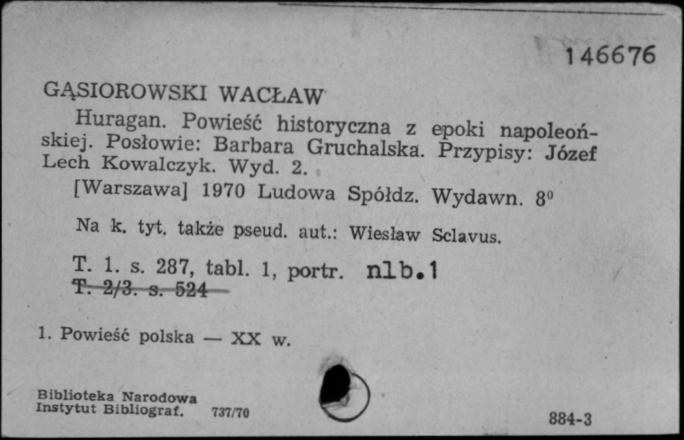 146676
GĄSIOROWSKI WACŁAW
Huragan. Powieść historyczna z epoki napoleoń-
skiej. Posłowie: Barbara Gruchalska. Przypisy: Józef
Lech Kowalczyk. Wyd. 2.
[Warszawa] 1970 Ludowa Spółdz. Wydawn. 8⁰
Na k. tyt. także pseud. aut.: Wiesław Sclavus.
T. 1. s. 287, tabl. 1, portr. nlb.1
T. 2/3. s. 524
1. Powieść polska — XX w.
Biblioteka Narodowa
Instytut Bibliograf. 737/70
884-3